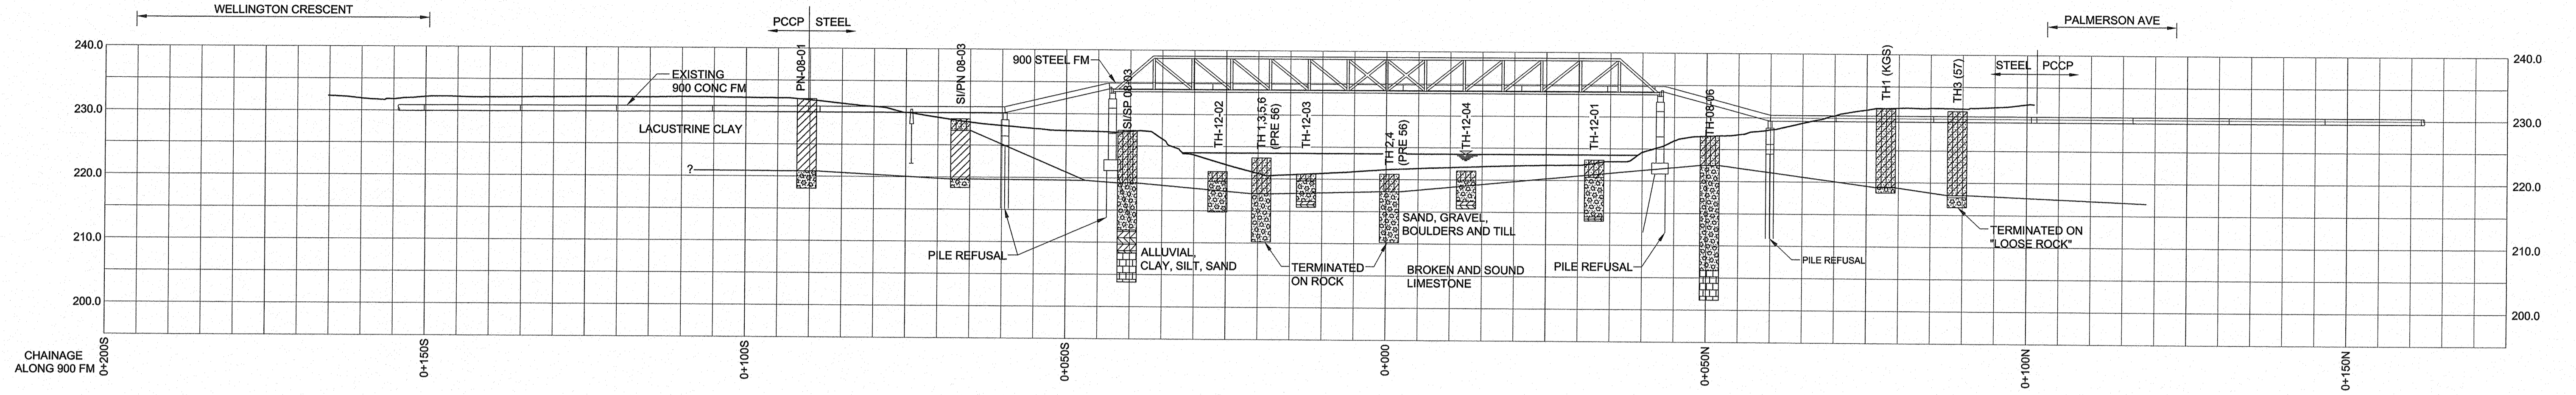 WELLINGTON CRESCENT
PCCP STEEL
PALMERSON AVE
240.0
230.0
220.0
210.0
200.0
EXISTING
900 CONC FM
LACUSTRINE CLAY
?
PN-08-01
SI/PN 08-03
900 STEEL FM
SI/SP 08-03
TH-12-02
TH 1,3,5,6
(PRE 56)
TH-12-03
TH 2,4
(PRE 56)
TH-12-04
TH-12-01
TH-08-06
TH1 (KGS)
TH3 (57)
STEEL PCCP
240.0
230.0
220.0
210.0
200.0
PILE REFUSAL
ALLUVIAL,
CLAY, SILT, SAND
TERMINATED
ON ROCK
SAND, GRAVEL,
BOULDERS AND TILL
BROKEN AND SOUND
LIMESTONE
PILE REFUSAL
PILE REFUSAL
TERMINATED ON
"LOOSE ROCK"
CHAINAGE
ALONG 900 FM
0+200S
0+150S
0+100S
0+050S
0+000
0+050N
0+100N
0+150N